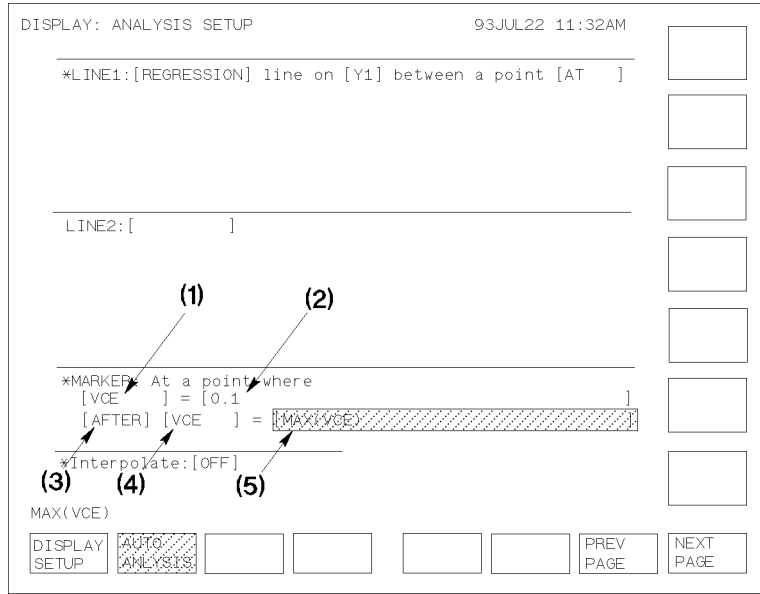 DISPLAY: ANALYSIS SETUP 93JUL22 11:32AM
*LINE1:[REGRESSION] line on [Y1] between a point [AT ]
LINE2:[ ]
(1) (2)
*MARKER: At a point where
[VCE ] = [0.1 ]
[AFTER] [VCE ] = [MAX(VCE) ]
*Interpolate:[OFF]
(3) (4) (5)
MAX(VCE)
DISPLAY SETUP
AUTO ANLYSIS
PREV PAGE
NEXT PAGE